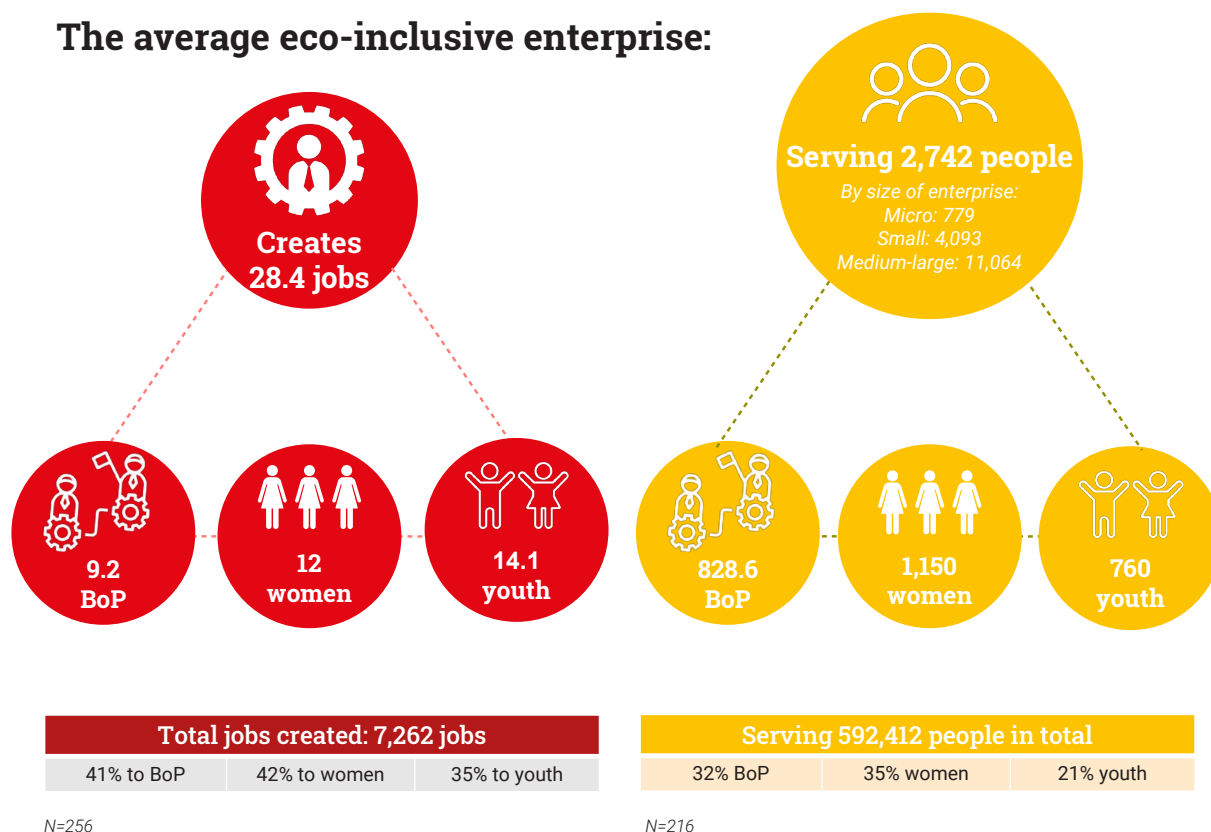 The average eco-inclusive enterprise:
Creates
28.4 jobs
9.2
BoP
12
women
14.1
youth
Total jobs created: 7,262 jobs
41% to BoP
42% to women
35% to youth
N=256
Serving 2,742 people
By size of enterprise:
Micro: 779
Small: 4,093
Medium-large: 11,064
828.6
BoP
1,150
women
760
youth
Serving 592,412 people in total
32% BoP
35% women
21% youth
N=216